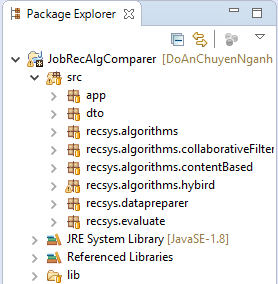 Package Explorer
JobRecAlgComparer [DoAnChuyenNganh
src
app
dto
recsys.algorithms
recsys.algorithms.collaborativeFilter
recsys.algorithms.contentBased
recsys.algorithms.hybird
recsys.datapreparer
recsys.evaluate
JRE System Library [JavaSE-1.8]
Referenced Libraries
lib